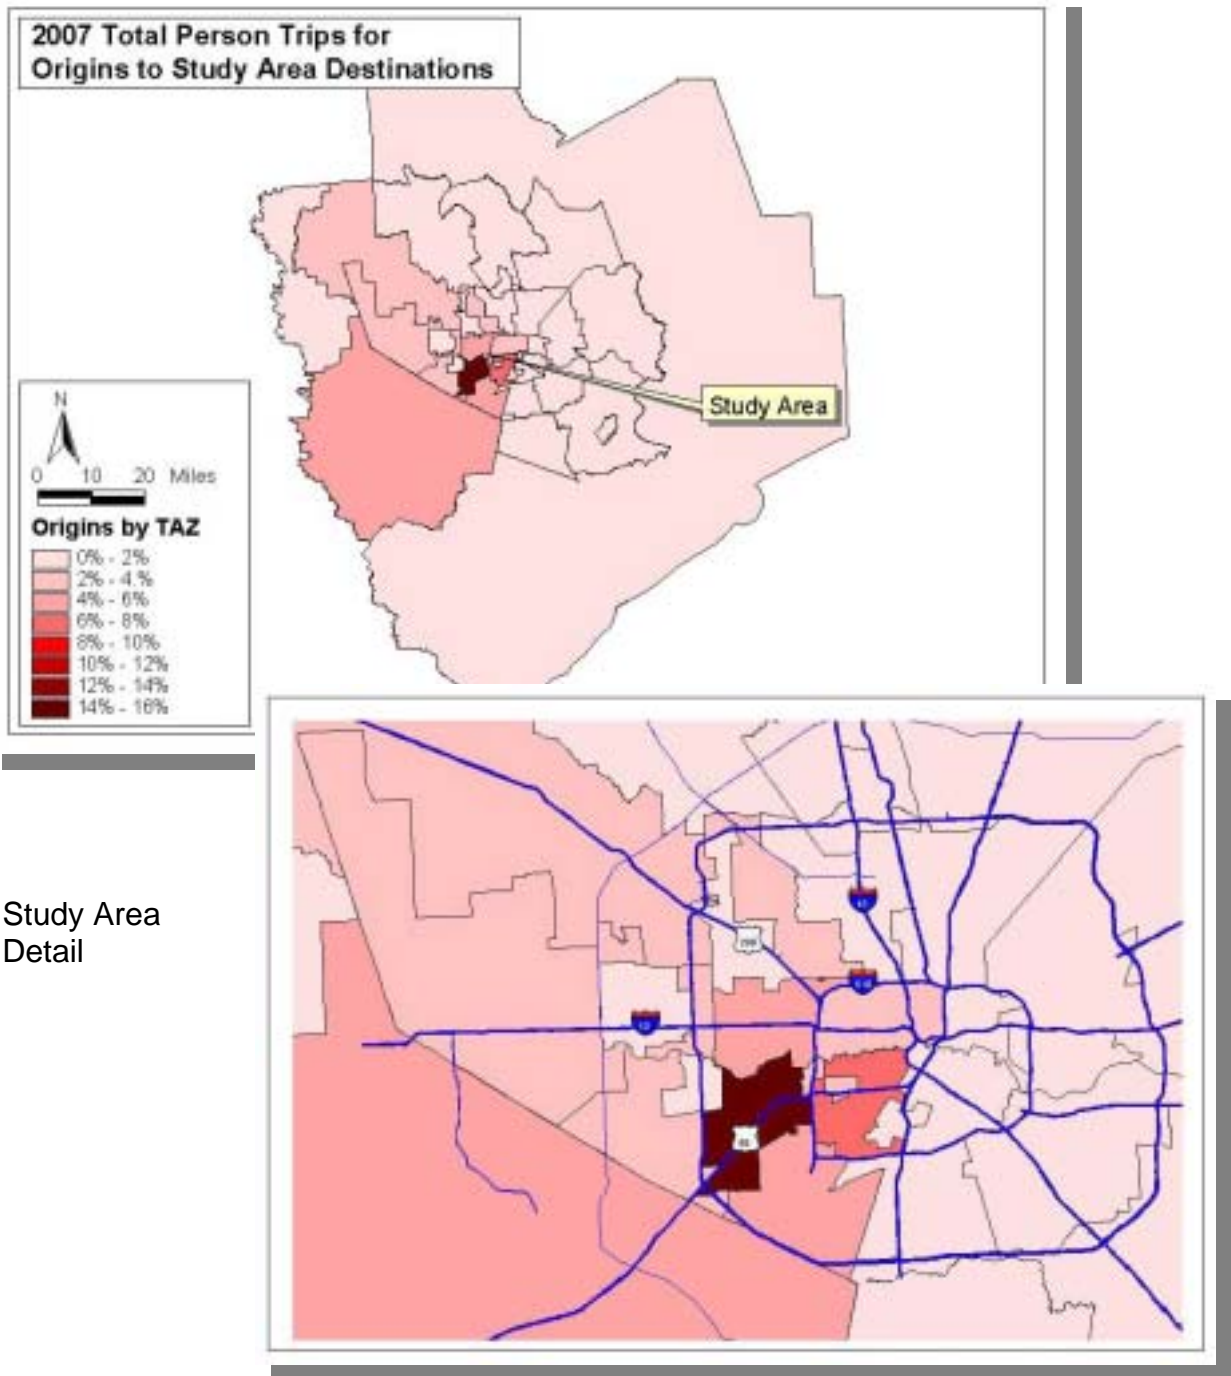 2007 Total Person Trips for
Origins to Study Area Destinations
Study Area
N
0 10 20 Miles
Origins by TAZ
0% - 2%
2% - 4.%
4% - 6%
6% - 8%
8% - 10%
10% - 12%
12% - 14%
14% - 16%
Study Area
Detail